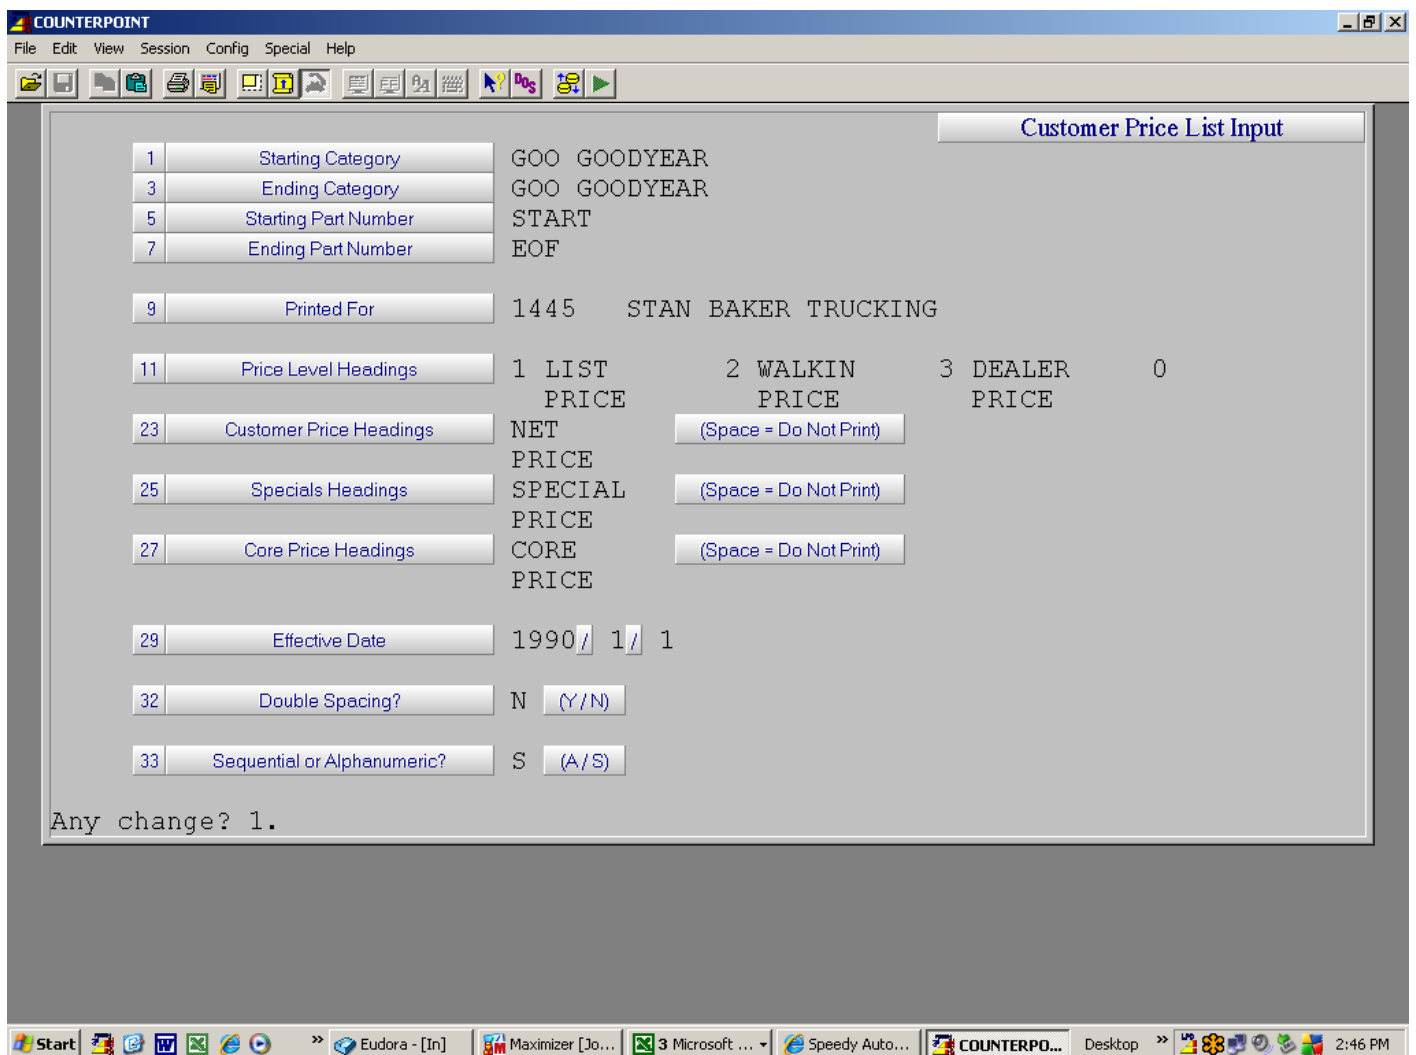 COUNTERPOINT
File Edit View Session Config Special Help
DOS
Customer Price List Input
1 Starting Category GOO GOODYEAR
3 Ending Category GOO GOODYEAR
5 Starting Part Number START
7 Ending Part Number EOF
9 Printed For 1445 STAN BAKER TRUCKING
11 Price Level Headings 1 LIST 2 WALKIN 3 DEALER 0
PRICE PRICE PRICE
23 Customer Price Headings NET (Space = Do Not Print)
PRICE
25 Specials Headings SPECIAL (Space = Do Not Print)
PRICE
27 Core Price Headings CORE (Space = Do Not Print)
PRICE
29 Effective Date 1990 / 1 / 1
32 Double Spacing? N (Y / N)
33 Sequential or Alphanumeric? S (A / S)
Any change? 1.
Start » Eudora - [In] Maximizer [Jo... 3 Microsoft ... Speedy Auto... COUNTERPO... Desktop » 2:46 PM